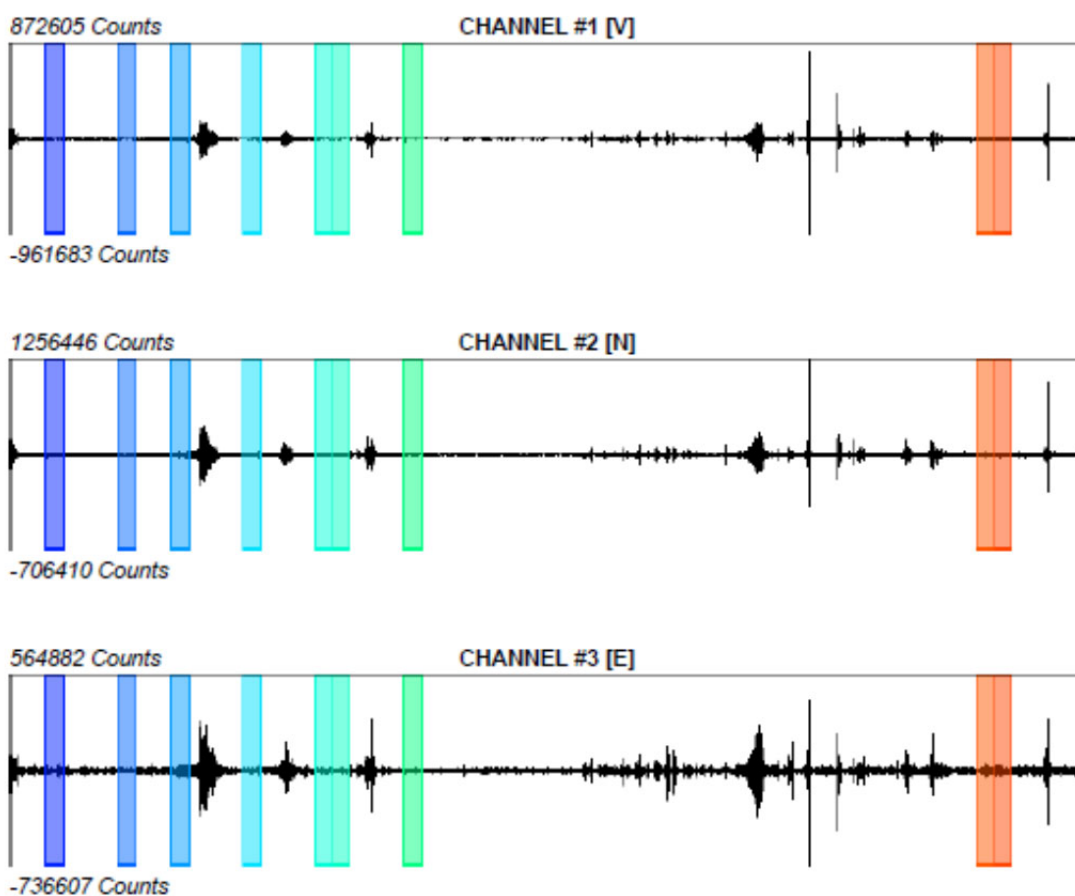 872605 Counts CHANNEL #1 [V]
-961683 Counts
1256446 Counts CHANNEL #2 [N]
-706410 Counts
564882 Counts CHANNEL #3 [E]
-736607 Counts